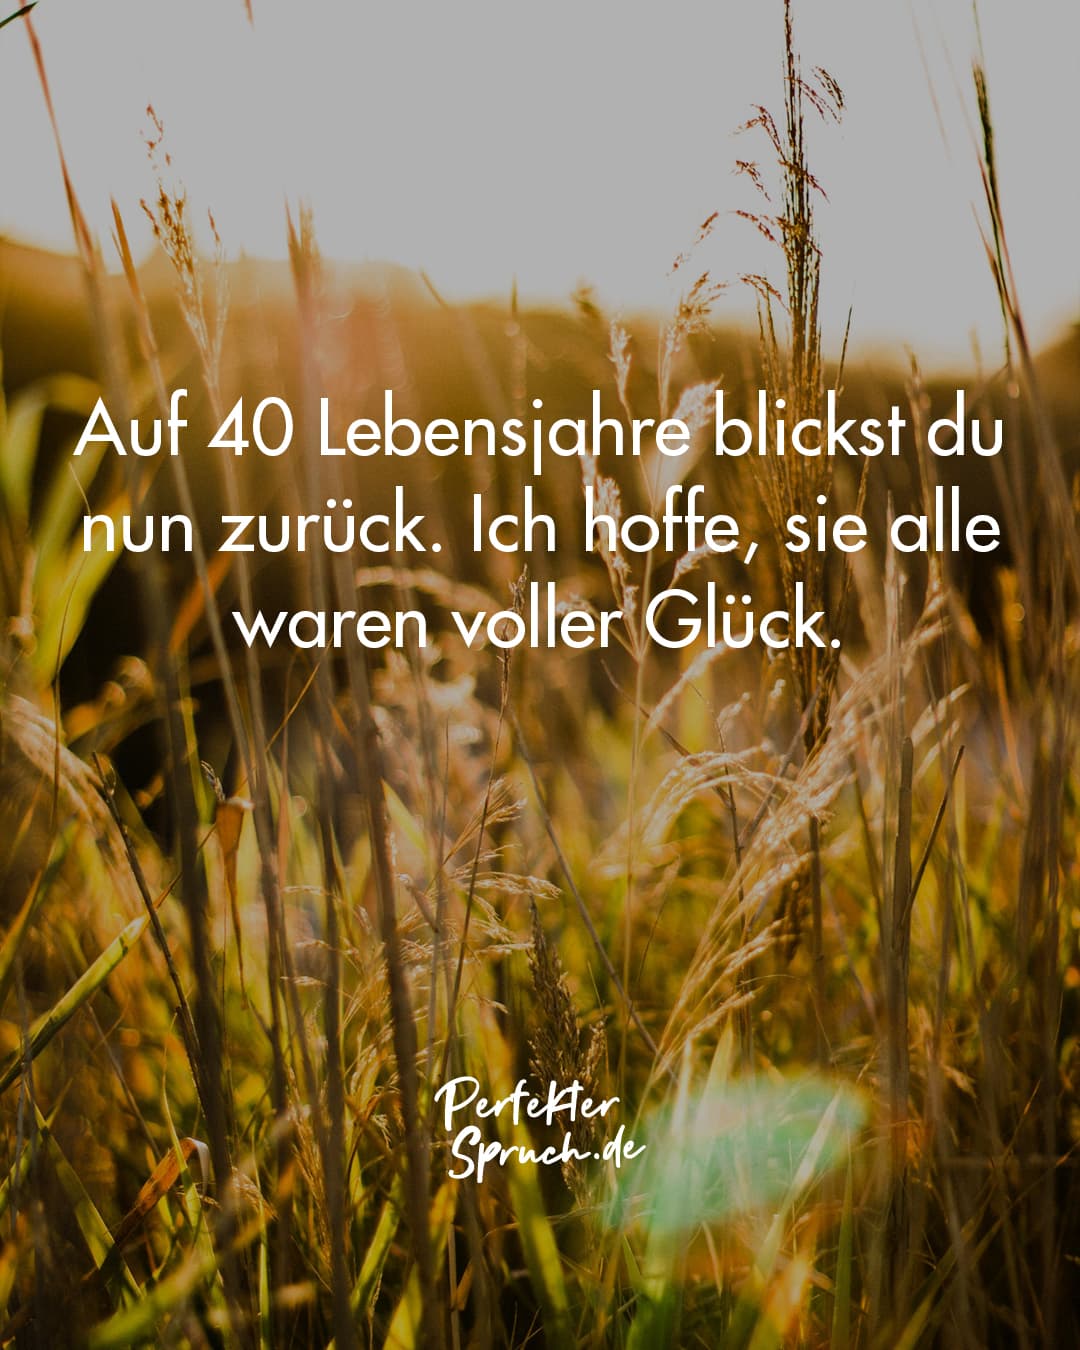 Auf 40 Lebensjahre blickst du
nun zurück. Ich hoffe, sie alle
waren voller Glück.
Perfekter
Spruch.de